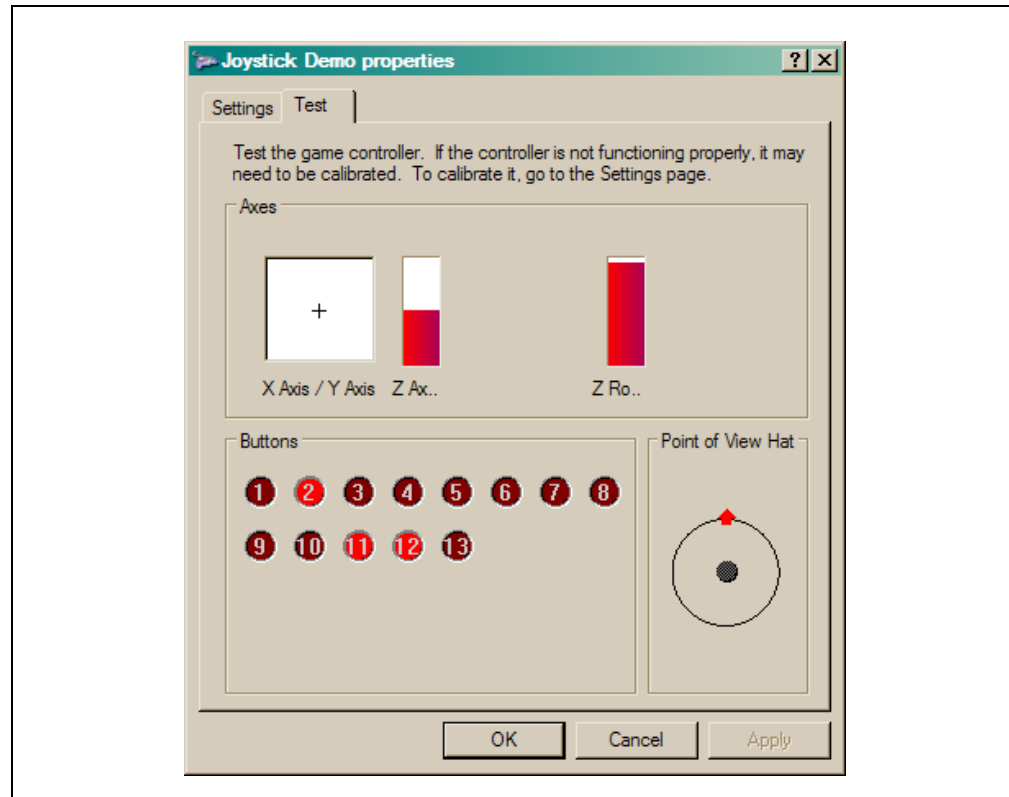 Joystick Demo properties
Settings Test
Test the game controller. If the controller is not functioning properly, it may
need to be calibrated. To calibrate it, go to the Settings page.
Axes
X Axis / Y Axis Z Ax.. Z Ro..
Buttons
1 2 3 4 5 6 7 8
9 10 11 12 13
Point of View Hat
OK Cancel Apply